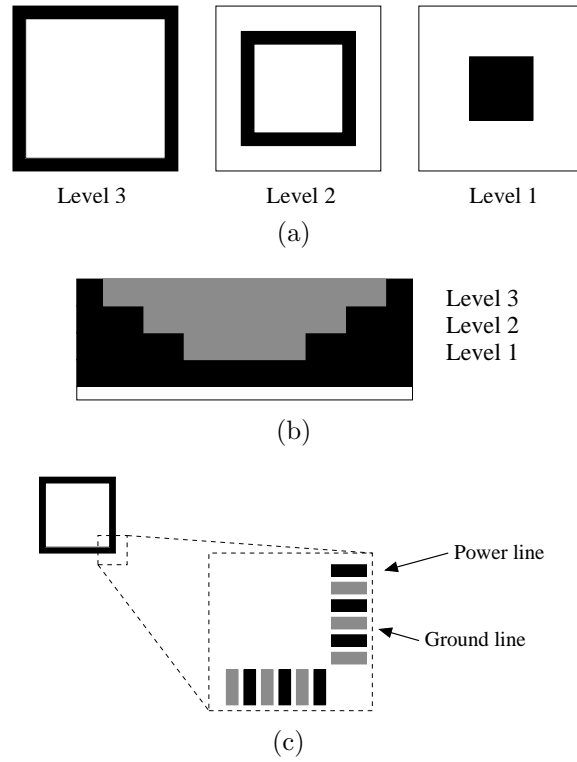 Level 3
Level 2
Level 1
(a)
Level 3
Level 2
Level 1
(b)
Power line
Ground line
(c)